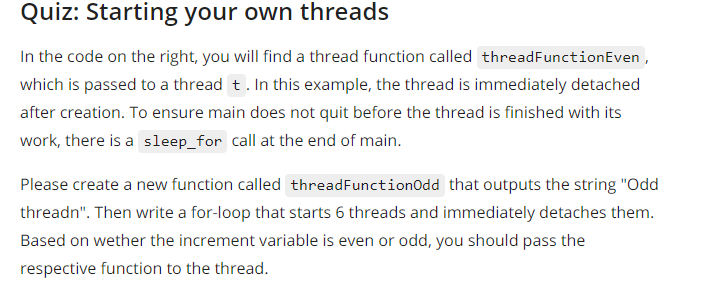 Quiz: Starting your own threads
In the code on the right, you will find a thread function called threadFunctionEven ,
which is passed to a thread t . In this example, the thread is immediately detached
after creation. To ensure main does not quit before the thread is finished with its
work, there is a sleep_for call at the end of main.
Please create a new function called threadFunctionOdd that outputs the string "Odd
threadn". Then write a for-loop that starts 6 threads and immediately detaches them.
Based on wether the increment variable is even or odd, you should pass the
respective function to the thread.